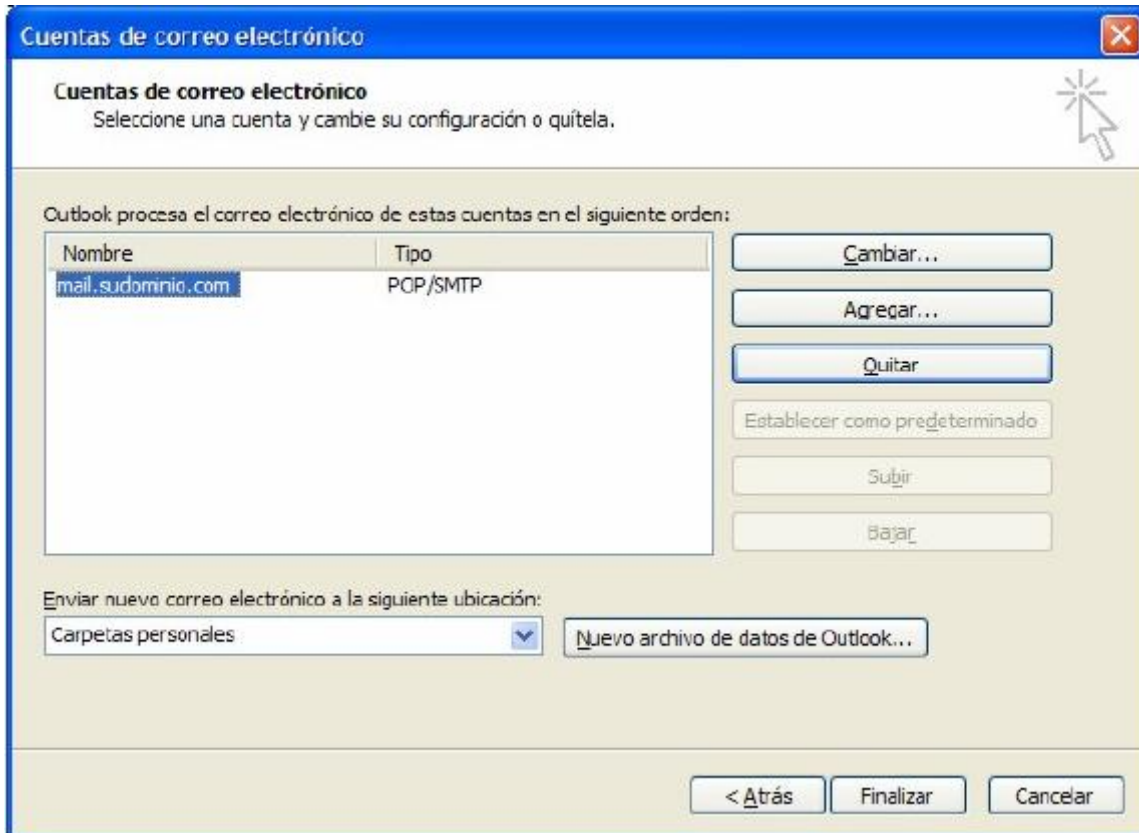 Cuentas de correo electrónico
Cuentas de correo electrónico
Seleccione una cuenta y cambie su configuración o quítela.
Outlook procesa el correo electrónico de estas cuentas en el siguiente orden:
Nombre Tipo
mail.sudominio.com POP/SMTP
Cambiar...
Agregar...
Quitar
Establecer como predeterminado
Subir
Bajar
Enviar nuevo correo electrónico a la siguiente ubicación:
Carpetas personales
Nuevo archivo de datos de Outlook...
< Atrás Finalizar Cancelar